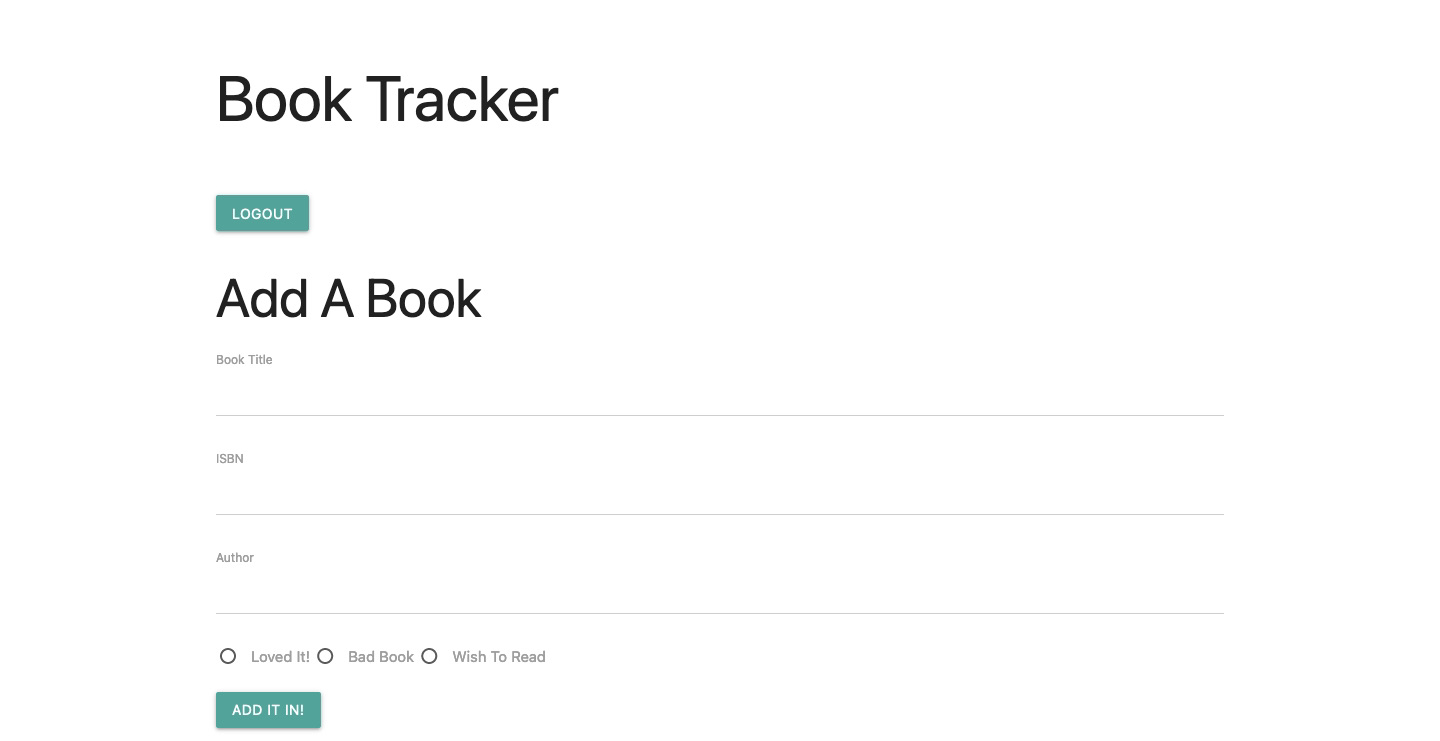 Book Tracker
LOGOUT
Add A Book
Book Title
ISBN
Author
Loved It! Bad Book Wish To Read
ADD IT IN!